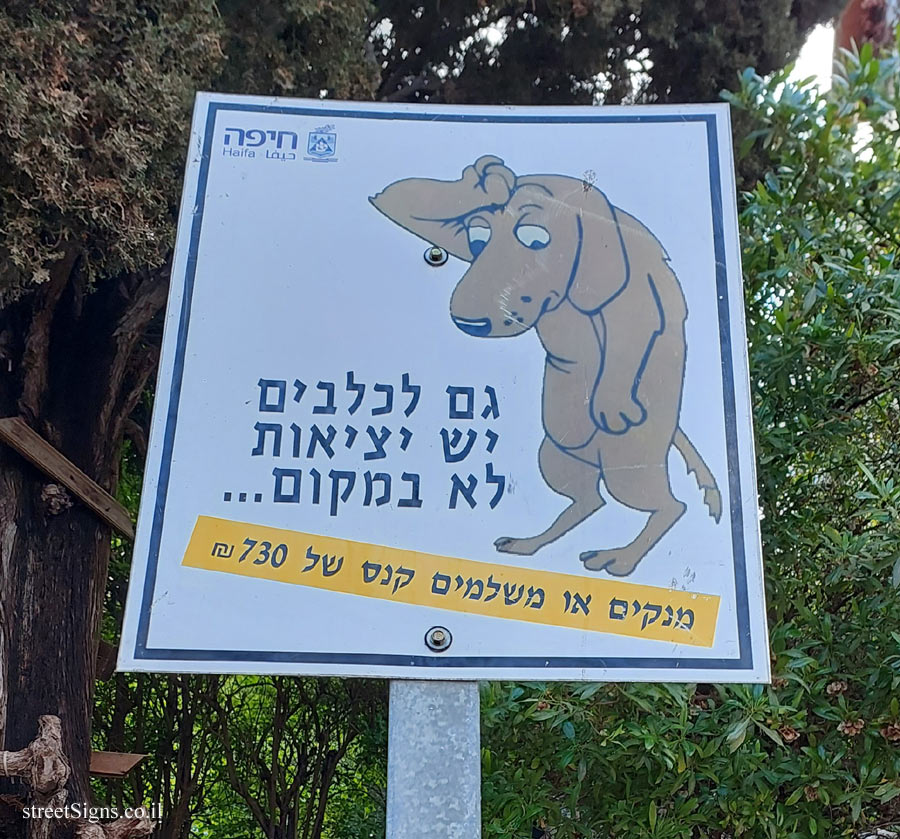 חיפה
Haifa حيفا
גם לכלבים
יש יציאות
לא במקום...
מנקים או משלמים קנס של 730 ₪
streetSigns.co.il